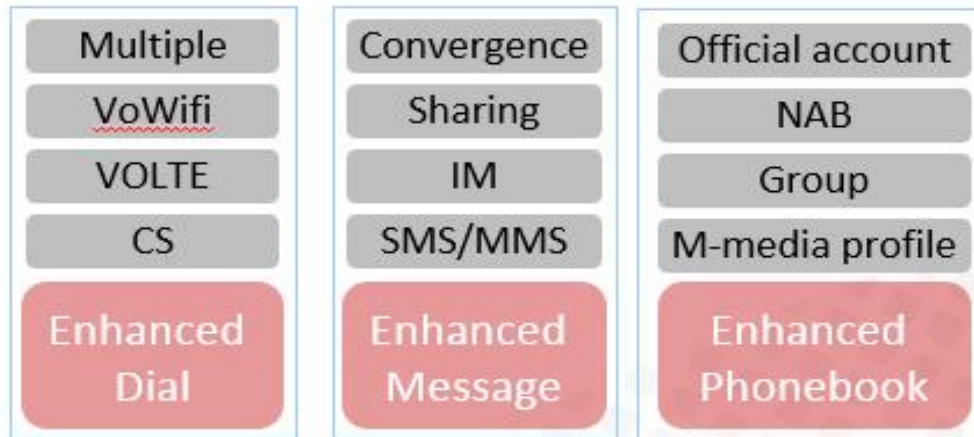 Multiple
VoWifi
VOLTE
CS
Enhanced
Dial
Convergence
Sharing
IM
SMS/MMS
Enhanced
Message
Official account
NAB
Group
M-media profile
Enhanced
Phonebook